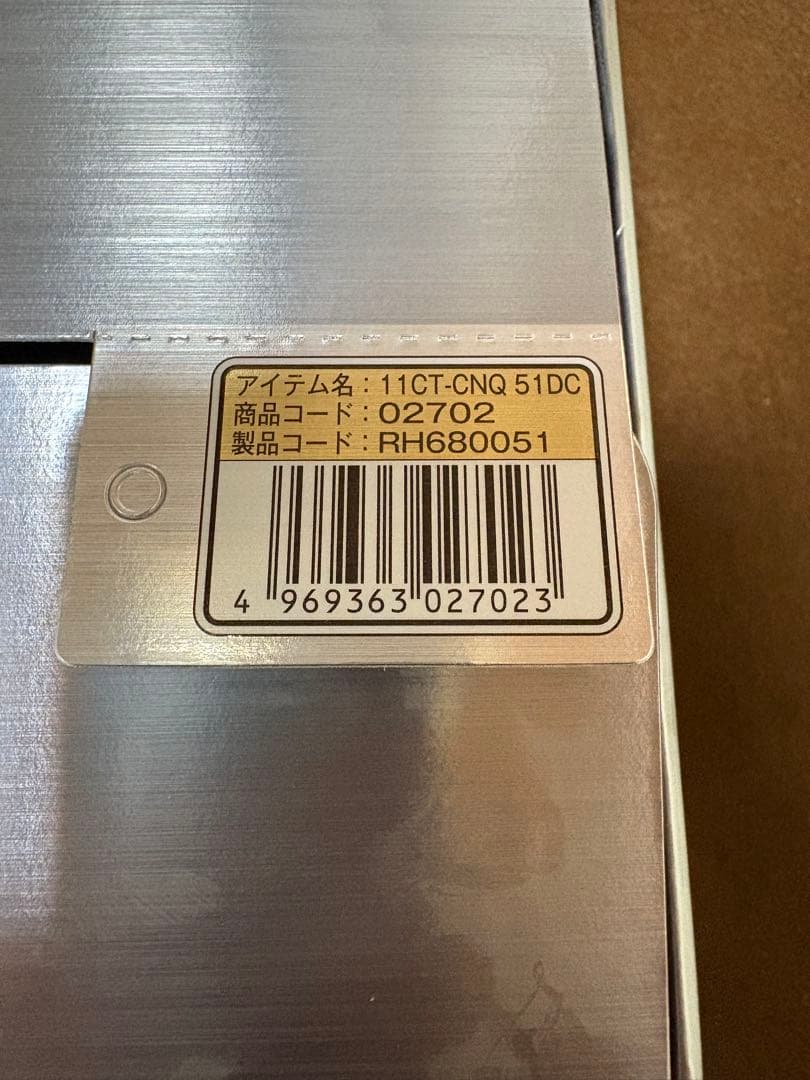 アイテム名：11CT-CNQ 51DC
商品コード：02702
製品コード：RH680051
4 969363 027023